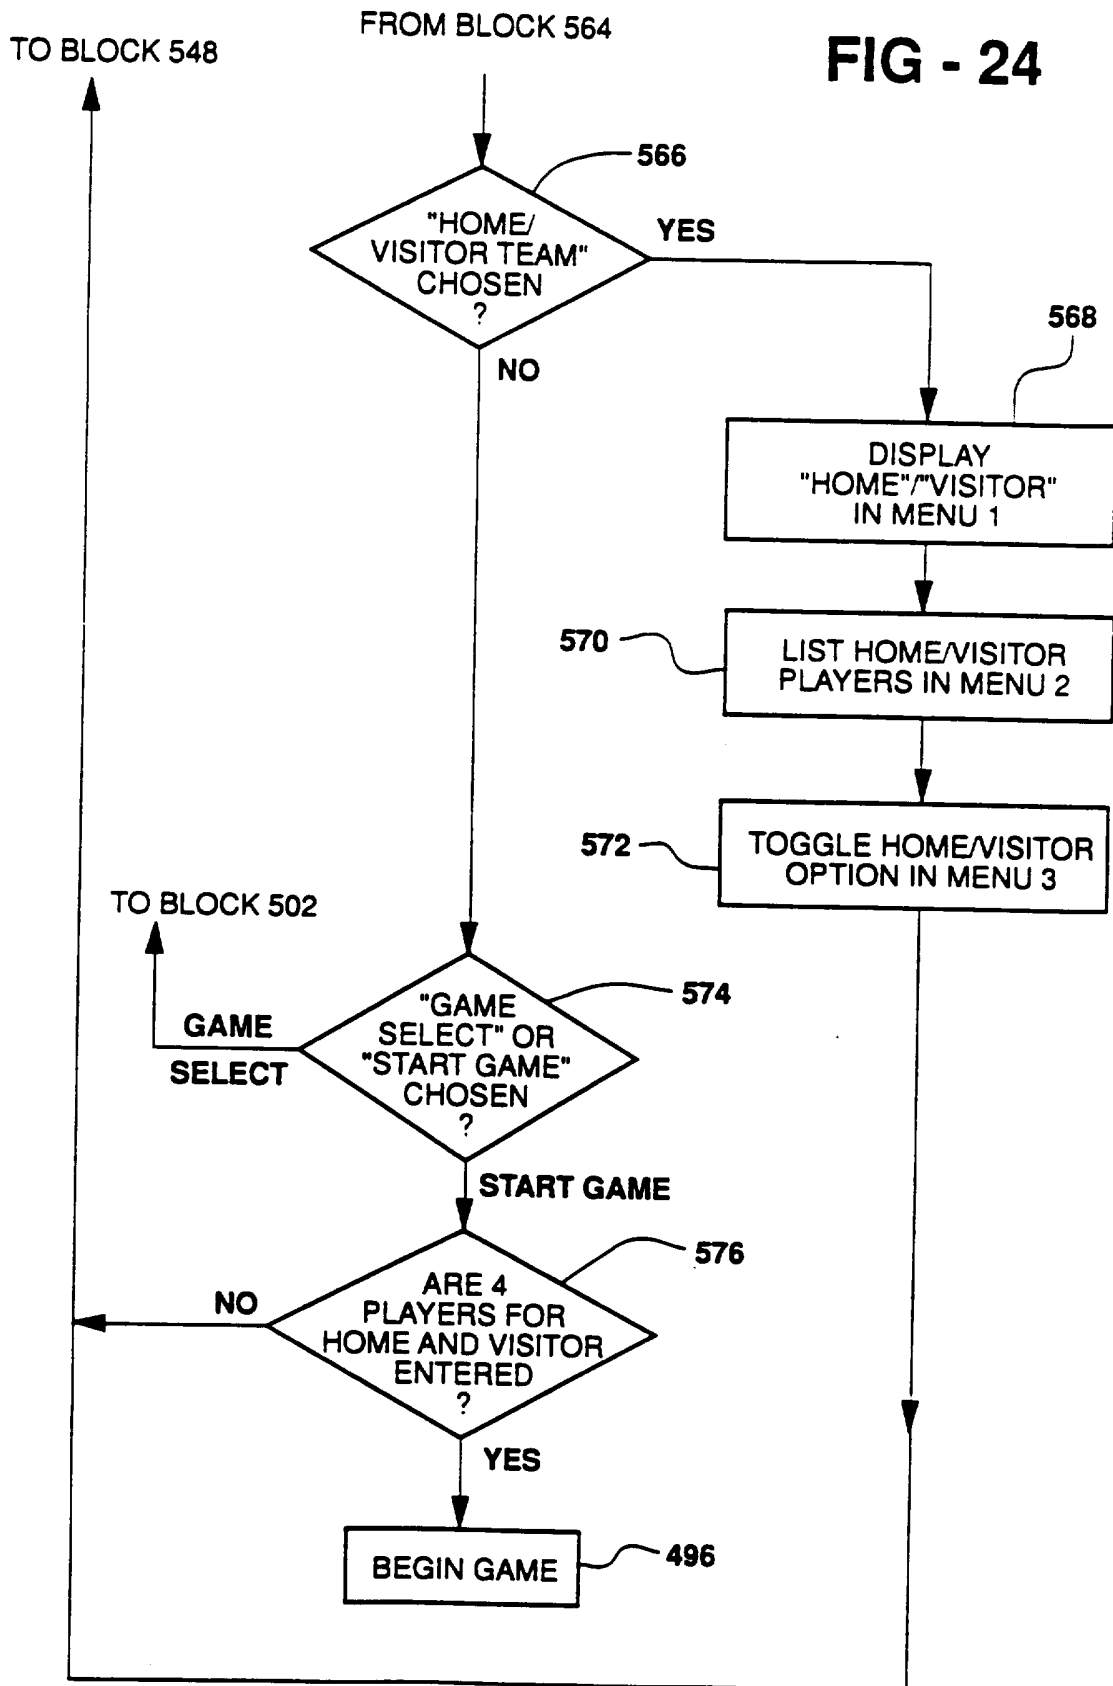 FROM BLOCK 564
TO BLOCK 548
FIG - 24
566
"HOME/
VISITOR TEAM"
CHOSEN
?
YES
NO
568
DISPLAY
"HOME"/"VISITOR"
IN MENU 1
570
LIST HOME/VISITOR
PLAYERS IN MENU 2
572
TOGGLE HOME/VISITOR
OPTION IN MENU 3
TO BLOCK 502
574
"GAME
SELECT" OR
"START GAME"
CHOSEN
?
GAME
SELECT
START GAME
576
ARE 4
PLAYERS FOR
HOME AND VISITOR
ENTERED
?
NO
YES
BEGIN GAME
496